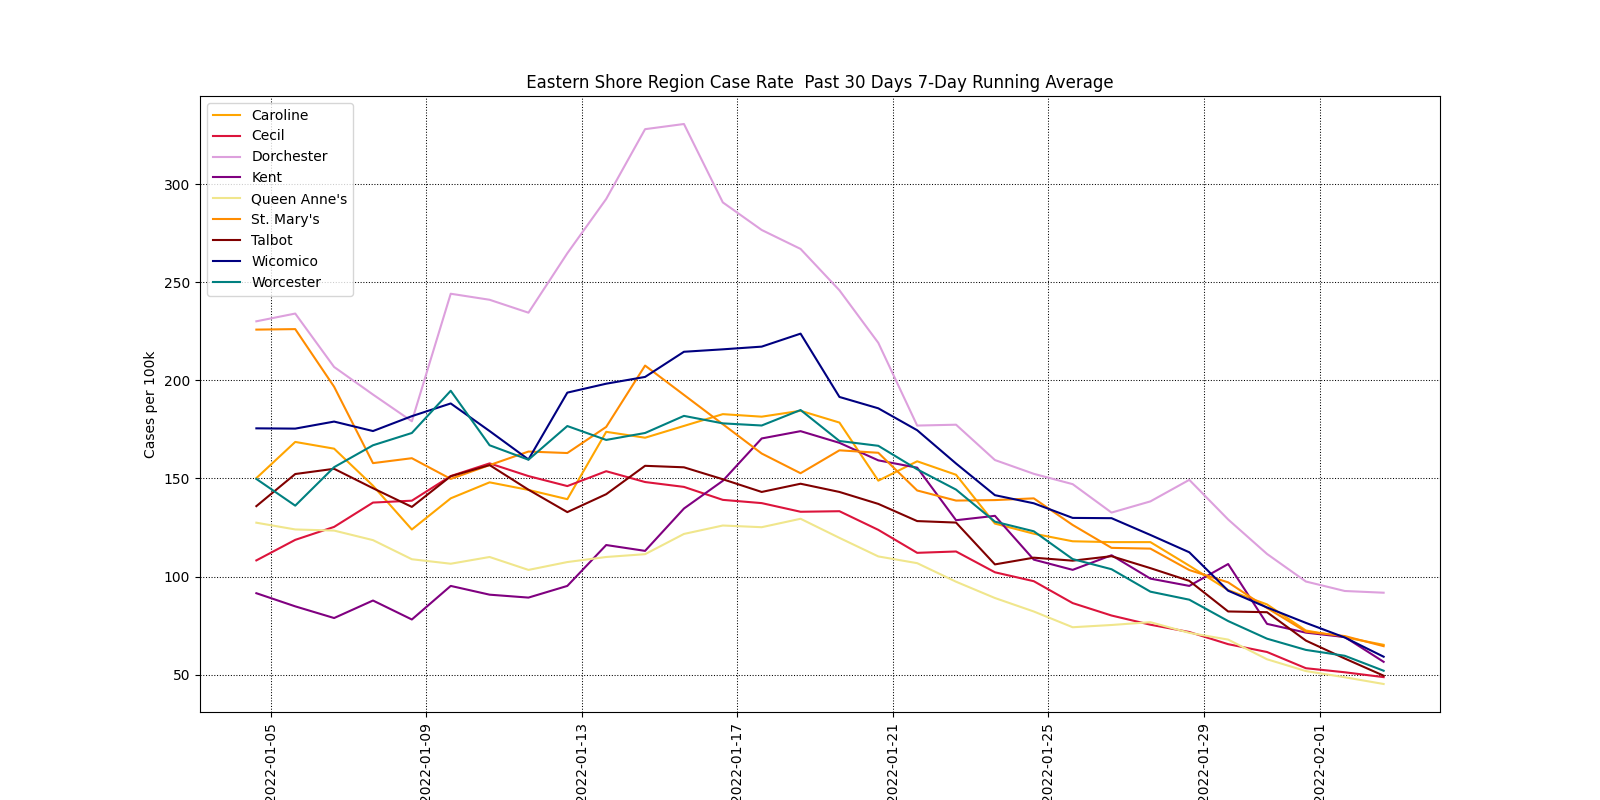 Eastern Shore Region Case Rate  Past 30 Days 7-Day Running Average
Caroline
Cecil
Dorchester
Kent
Queen Anne's
St. Mary's
Talbot
Wicomico
Worcester
Cases per 100k
300
250
200
150
100
50
2022-01-05
2022-01-09
2022-01-13
2022-01-17
2022-01-21
2022-01-25
2022-01-29
2022-02-01